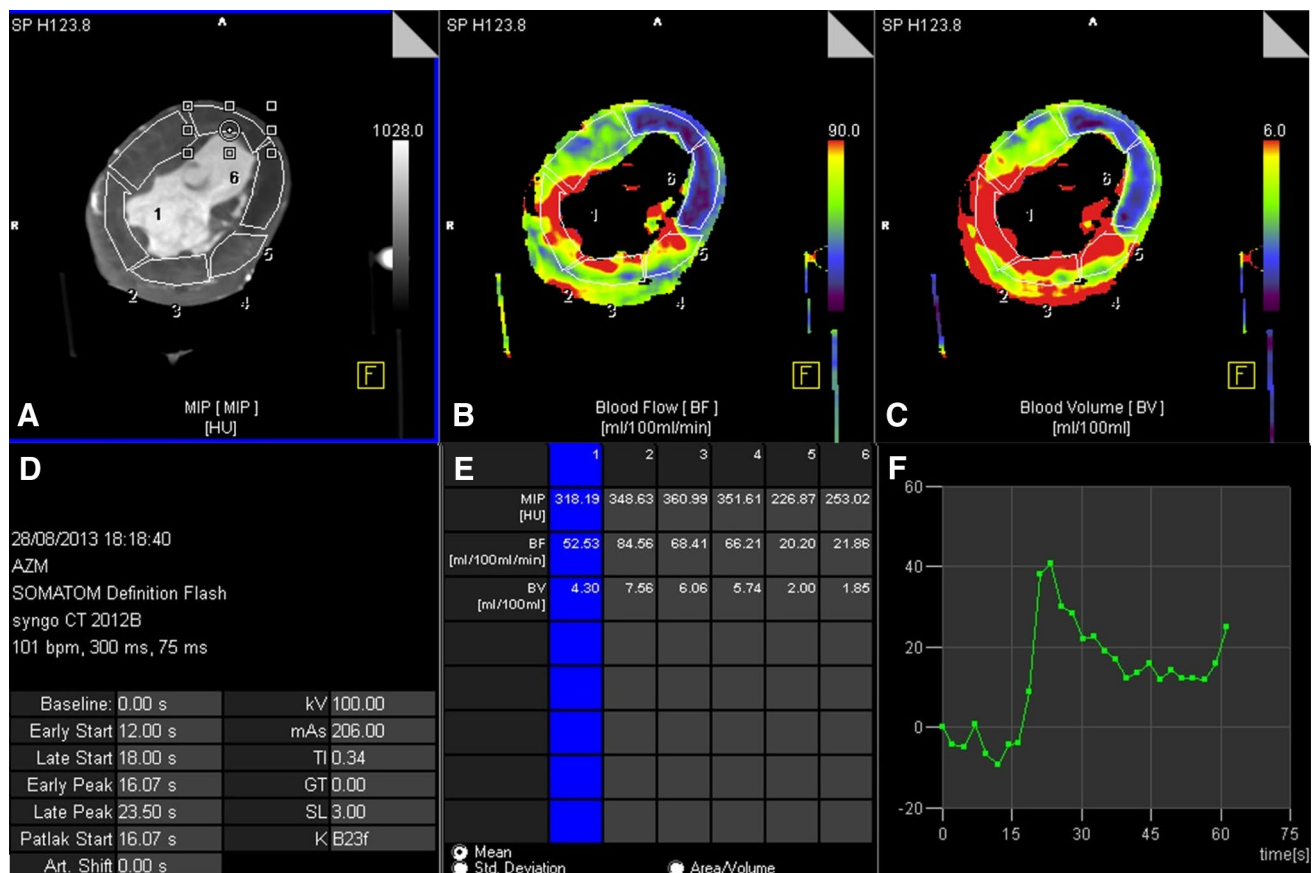 SP H123.8
A
1028.0
R
6
1
5
2
3
4
F
A
MIP [ MIP ]
[HU]
SP H123.8
A
90.0
R
6
1
5
2
3
4
F
B
Blood Flow [ BF ]
[ml/100ml/min]
SP H123.8
A
6.0
R
6
1
5
2
3
4
F
C
Blood Volume [ BV ]
[ml/100ml]
D
28/08/2013 18:18:40
AZM
SOMATOM Definition Flash
syngo CT 2012B
101 bpm, 300 ms, 75 ms
Baseline: 0.00 s kV 100.00
Early Start 12.00 s mAs 206.00
Late Start 18.00 s TI 0.34
Early Peak 16.07 s GT 0.00
Late Peak 23.50 s SL 3.00
Patlak Start 16.07 s K B23f
Art. Shift 0.00 s
E
1 2 3 4 5 6
MIP 318.19 348.63 360.99 351.61 226.87 253.02
[HU]
BF 52.53 84.56 68.41 66.21 20.20 21.86
[ml/100ml/min]
BV 4.30 7.56 6.06 5.74 2.00 1.85
[ml/100ml]
Mean
Std. Deviation Area/Volume
F
60
40
20
0
-20
0 15 30 45 60 75
time[s]